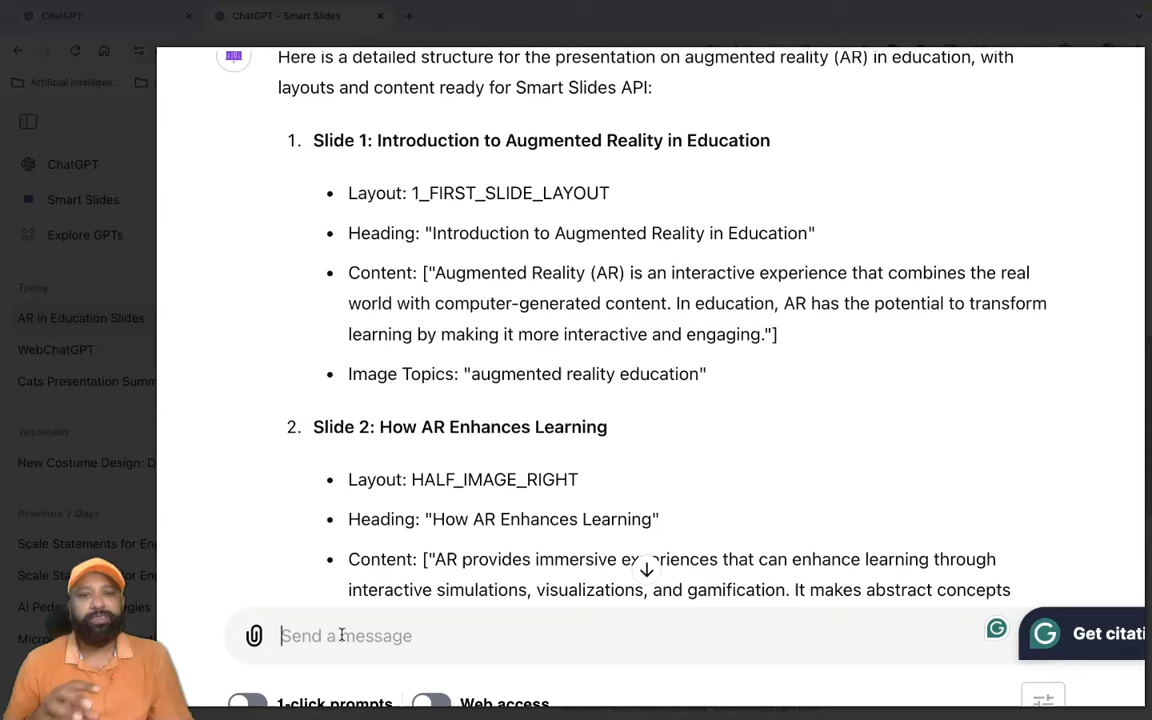 ChatGPT
ChatGPT - Smart Slides
Artificial Intelligen...
ChatGPT
Smart Slides
Explore GPTs
Today
AR in Education Slides
WebChatGPT
Cats Presentation Summ
Yesterday
New Costume Design: D
Previous 7 Days
Scale Statements for En
Scale Statements for En
AI Pe
Micro
Here is a detailed structure for the presentation on augmented reality (AR) in education, with
layouts and content ready for Smart Slides API:
1. Slide 1: Introduction to Augmented Reality in Education
• Layout: 1_FIRST_SLIDE_LAYOUT
• Heading: "Introduction to Augmented Reality in Education"
• Content: ["Augmented Reality (AR) is an interactive experience that combines the real
world with computer-generated content. In education, AR has the potential to transform
learning by making it more interactive and engaging."]
• Image Topics: "augmented reality education"
2. Slide 2: How AR Enhances Learning
• Layout: HALF_IMAGE_RIGHT
• Heading: "How AR Enhances Learning"
• Content: ["AR provides immersive experiences that can enhance learning through
interactive simulations, visualizations, and gamification. It makes abstract concepts
Send a message
Get citati
1-click prompts
Web access